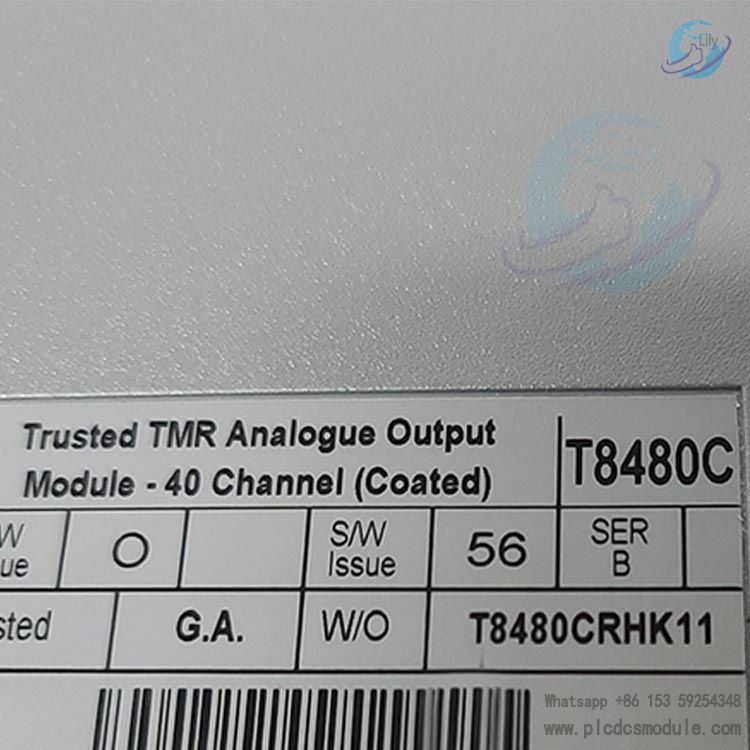 Lily
Trusted TMR Analogue Output
Module - 40 Channel (Coated)
T8480C
W
ue
O
S/W
Issue
56
SER
B
sted
G.A.
W/O
T8480CRHK11
Whatsapp +86 153 59254348
www.plcdcsmodule.com